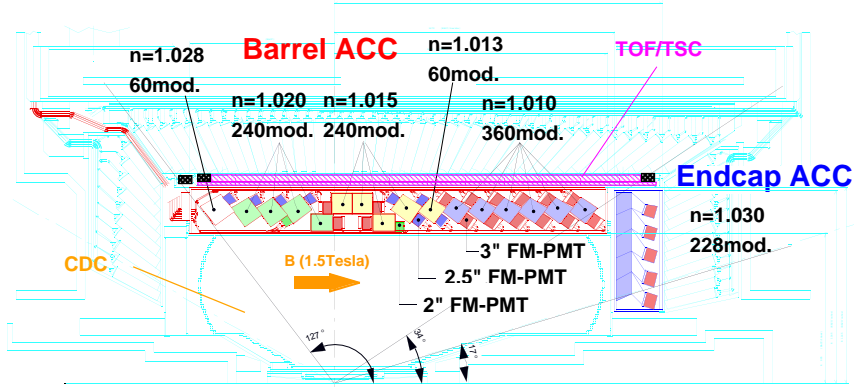 Barrel ACC
n=1.028
60mod.
n=1.013
60mod.
TOF/TSC
n=1.020
240mod.
n=1.015
240mod.
n=1.010
360mod.
Endcap ACC
n=1.030
228mod.
CDC
B (1.5Tesla)
3" FM-PMT
2.5" FM-PMT
2" FM-PMT
127°
34°
17°